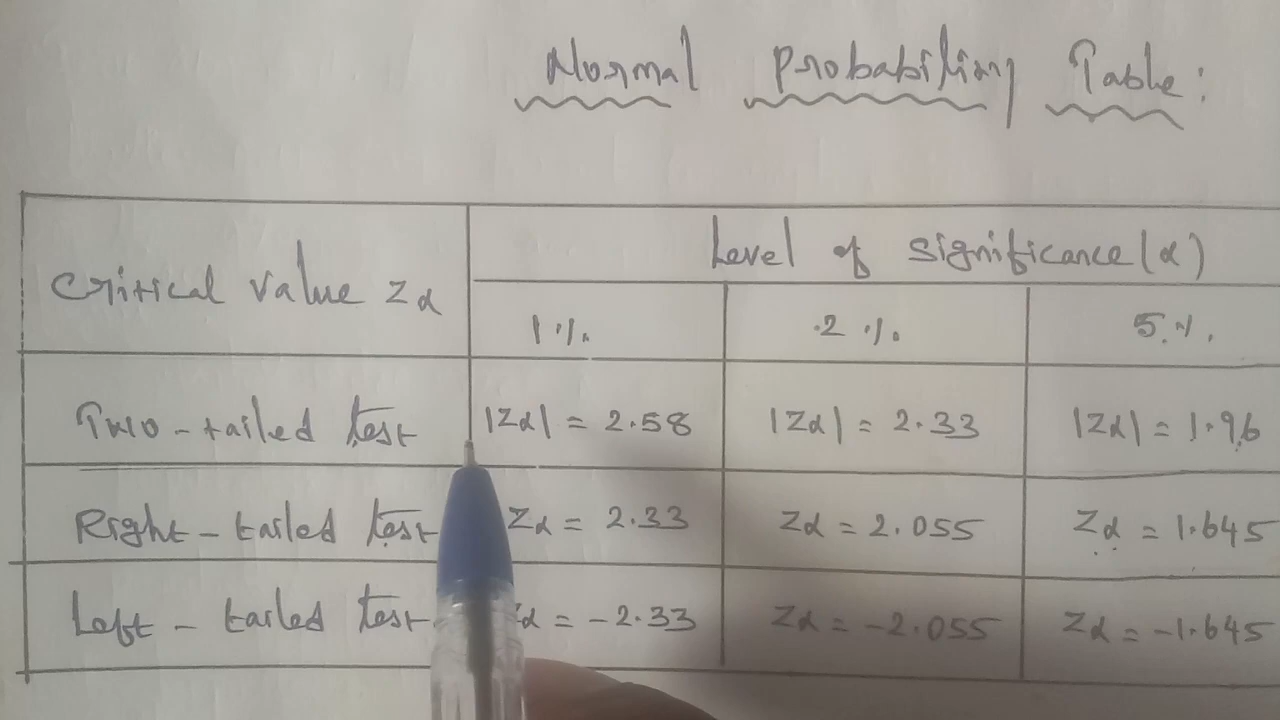 Normal Probability Table:
Level of significance (α)
Critical value Zα
1%. 2%. 5%.
Two-tailed test |Zα| = 2.58 |Zα| = 2.33 |Zα| = 1.96
Right-tailed test Zα = 2.33 Zα = 2.055 Zα = 1.645
Left-tailed test Zα = -2.33 Zα = -2.055 Zα = -1.645